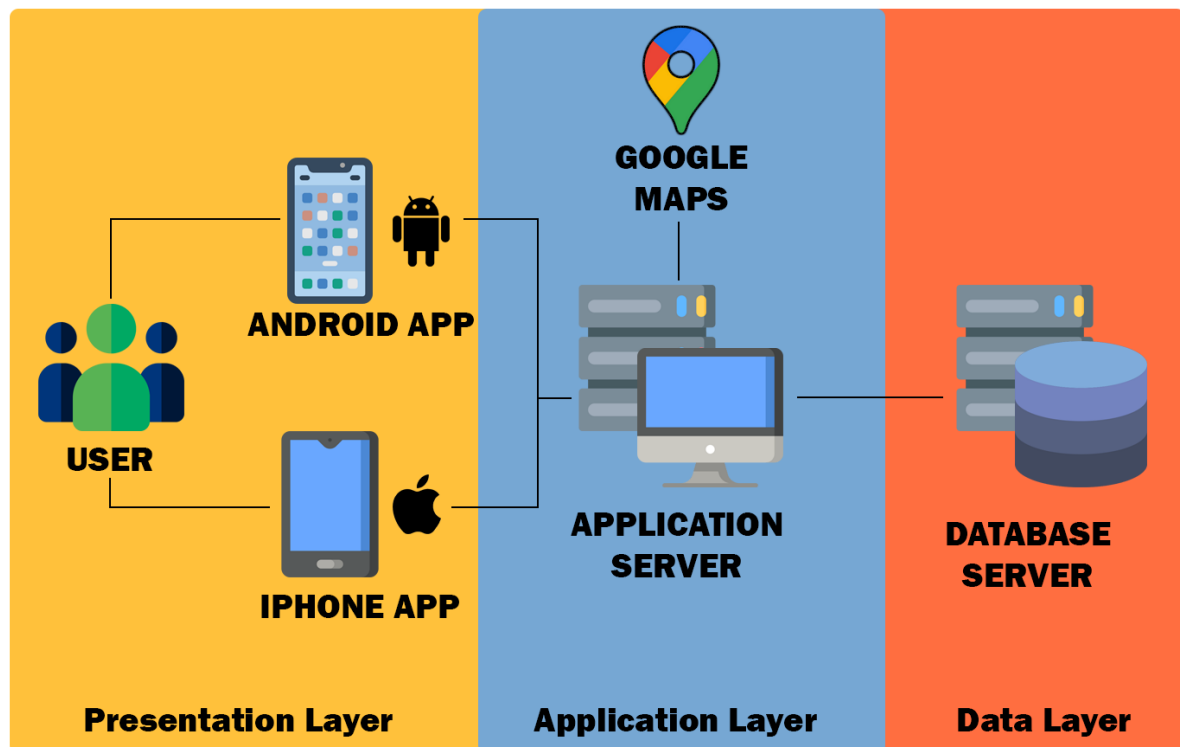 GOOGLE
MAPS
ANDROID APP
USER
IPHONE APP
APPLICATION
SERVER
DATABASE
SERVER
Presentation Layer
Application Layer
Data Layer